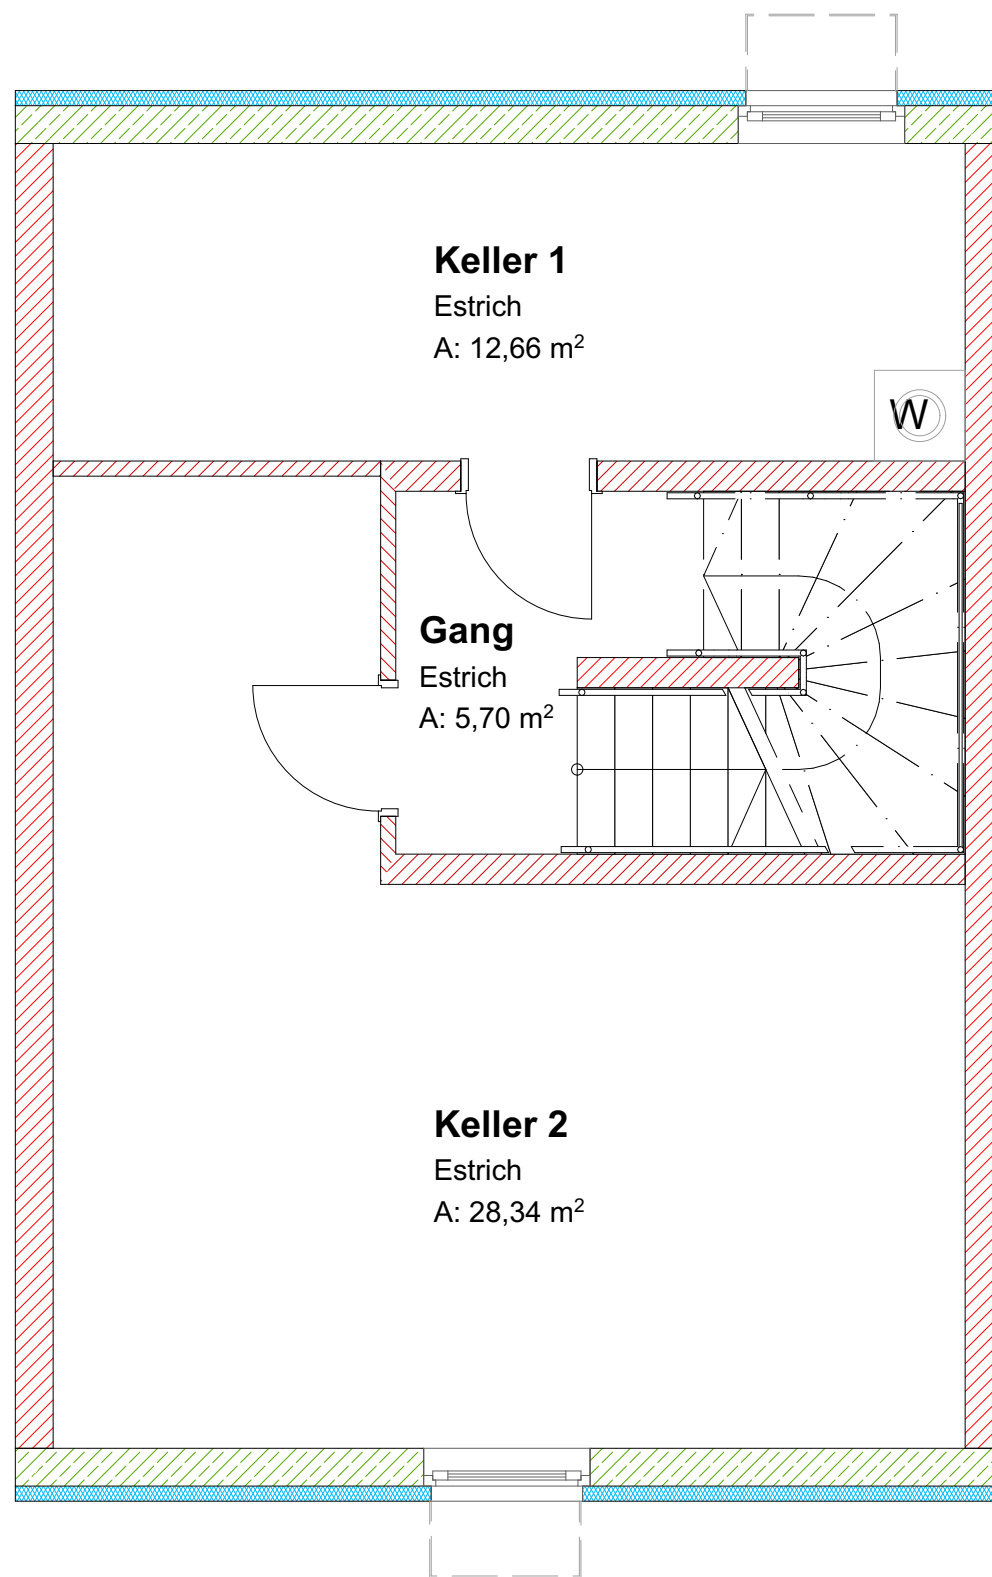 Keller 1
Estrich
A: 12,66 m²
W
Gang
Estrich
A: 5,70 m²
Keller 2
Estrich
A: 28,34 m²